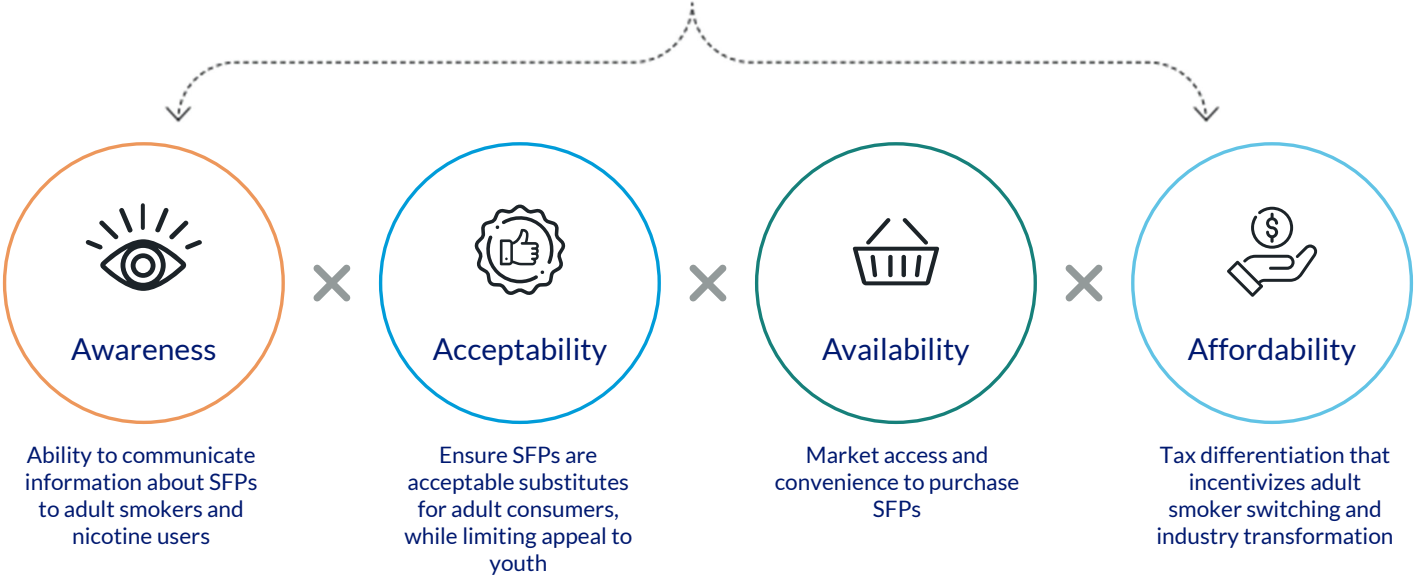 Awareness
Acceptability
Availability
Affordability
Ability to communicate
information about SFPs
to adult smokers and
nicotine users
Ensure SFPs are
acceptable substitutes
for adult consumers,
while limiting appeal to
youth
Market access and
convenience to purchase
SFPs
Tax differentiation that
incentivizes adult
smoker switching and
industry transformation